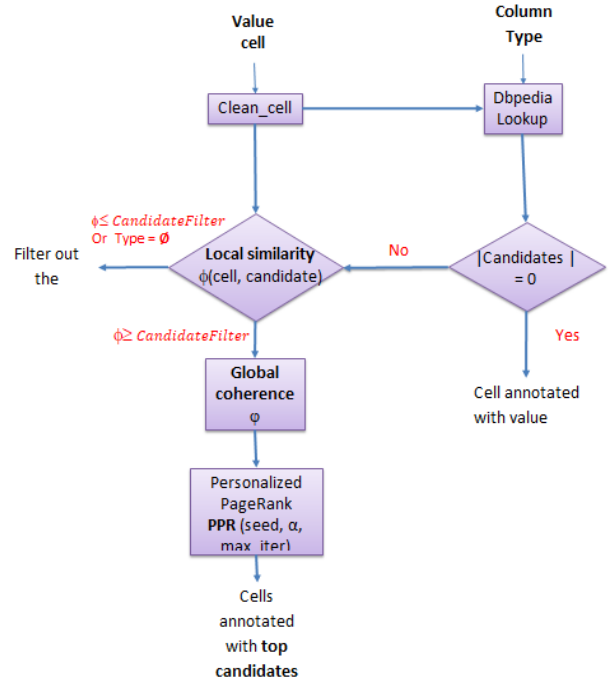 Value
cell
Column
Type
Clean_cell
Dbpedia
Lookup
ϕ≤ CandidateFilter
Or Type = Ø
Filter out
the
Local similarity
ϕ(cell, candidate)
No
|Candidates |
= 0
ϕ≥ CandidateFilter
Yes
Global
coherence
φ
Cell annotated
with value
Personalized
PageRank
PPR (seed, α,
max_iter)
Cells
annotated
with top
candidates